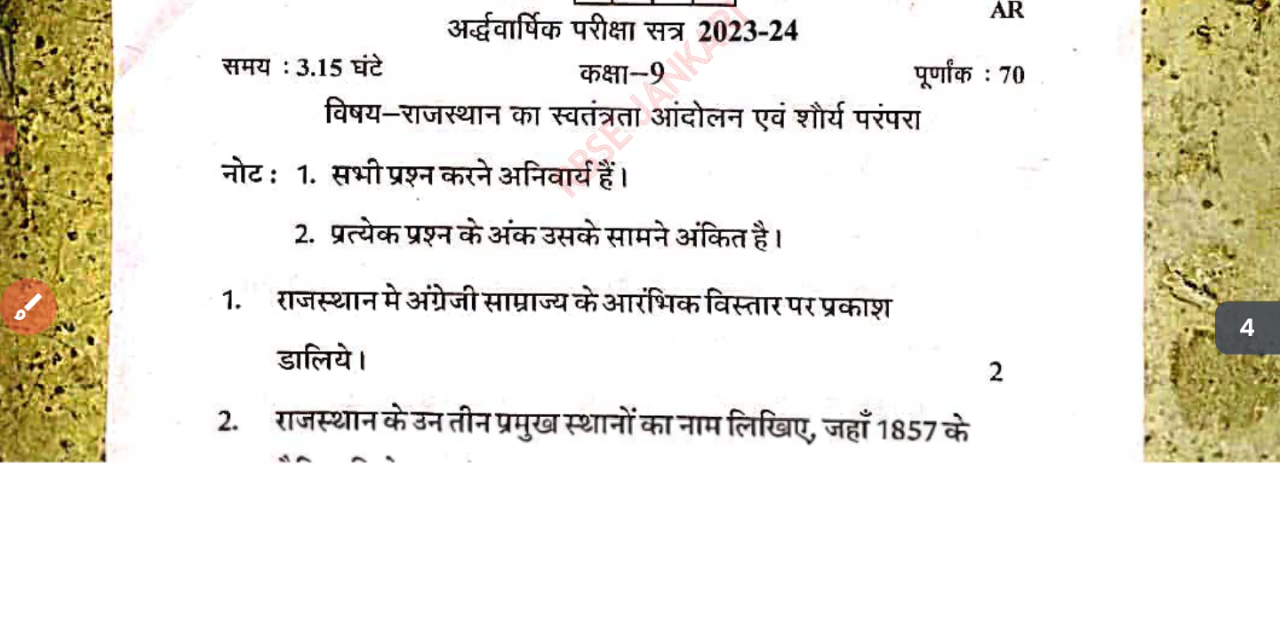 AR
अर्द्धवार्षिक परीक्षा सत्र 2023-24
समय : 3.15 घंटे कक्षा–9 पूर्णांक : 70
विषय–राजस्थान का स्वतंत्रता आंदोलन एवं शौर्य परंपरा
नोट : 1. सभी प्रश्न करने अनिवार्य हैं।
2. प्रत्येक प्रश्न के अंक उसके सामने अंकित है।
1. राजस्थान मे अंग्रेजी साम्राज्य के आरंभिक विस्तार पर प्रकाश
डालिये। 2
4
2. राजस्थान के उन तीन प्रमुख स्थानों का नाम लिखिए, जहाँ 1857 के